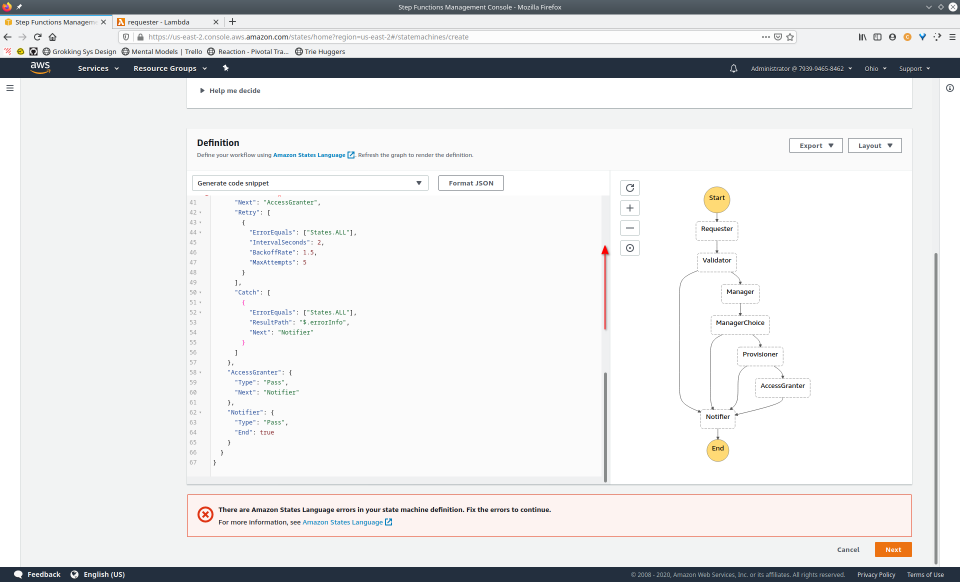 Step Functions Management Console - Mozilla Firefox
Step Functions Manageme
requester - Lambda
https://us-east-2.console.aws.amazon.com/states/home?region=us-east-2#/statemachines/create
Grokking Sys Design
Mental Models | Trello
Reaction - Pivotal Tra...
Trie Huggers
aws
Services
Resource Groups
Administrator @ 7939-9465-8462
Ohio
Support
Help me decide
Definition
Define your workflow using Amazon States Language. Refresh the graph to render the definition.
Export
Layout
Generate code snippet
Format JSON
41 "Next": "AccessGranter",
42 "Retry": [
43 {
44 "ErrorEquals": ["States.ALL"],
45 "IntervalSeconds": 2,
46 "BackoffRate": 1.5,
47 "MaxAttempts": 5
48 }
49 ],
50 "Catch": [
51 {
52 "ErrorEquals": ["States.ALL"],
53 "ResultPath": "$.errorInfo",
54 "Next": "Notifier"
55 }
56 ]
57 },
58 "AccessGranter": {
59 "Type": "Pass",
60 "Next": "Notifier"
61 },
62 "Notifier": {
63 "Type": "Pass",
64 "End": true
65 }
66 }
67 }
Start
Requester
Validator
Manager
ManagerChoice
Provisioner
AccessGranter
Notifier
End
There are Amazon States Language errors in your state machine definition. Fix the errors to continue.
For more information, see Amazon States Language
Cancel
Next
Feedback
English (US)
© 2008 - 2020, Amazon Web Services, Inc. or its affiliates. All rights reserved.
Privacy Policy
Terms of Use